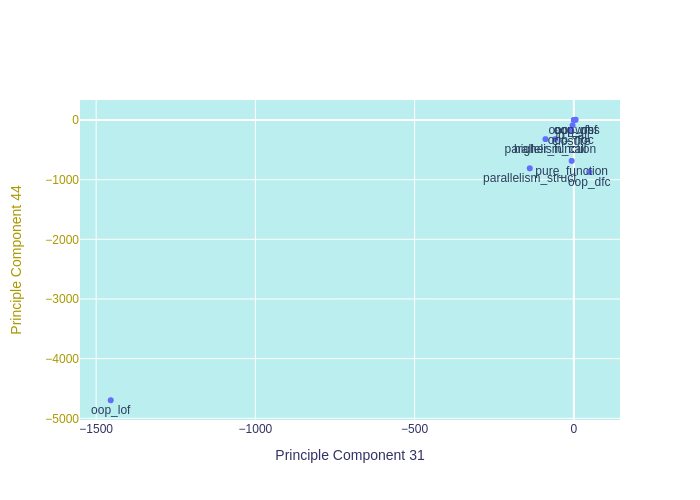 0
−1000
−2000
−3000
−4000
−5000
Principle Component 44
pure_function
parallelism_struct
oop_dfc
oop_lof
−1500
−1000
−500
0
Principle Component 31